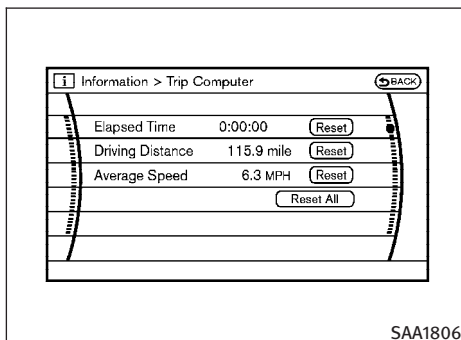 i Information > Trip Computer BACK
Elapsed Time 0:00:00 Reset
Driving Distance 115.9 mile Reset
Average Speed 6.3 MPH Reset
Reset All
SAA1806